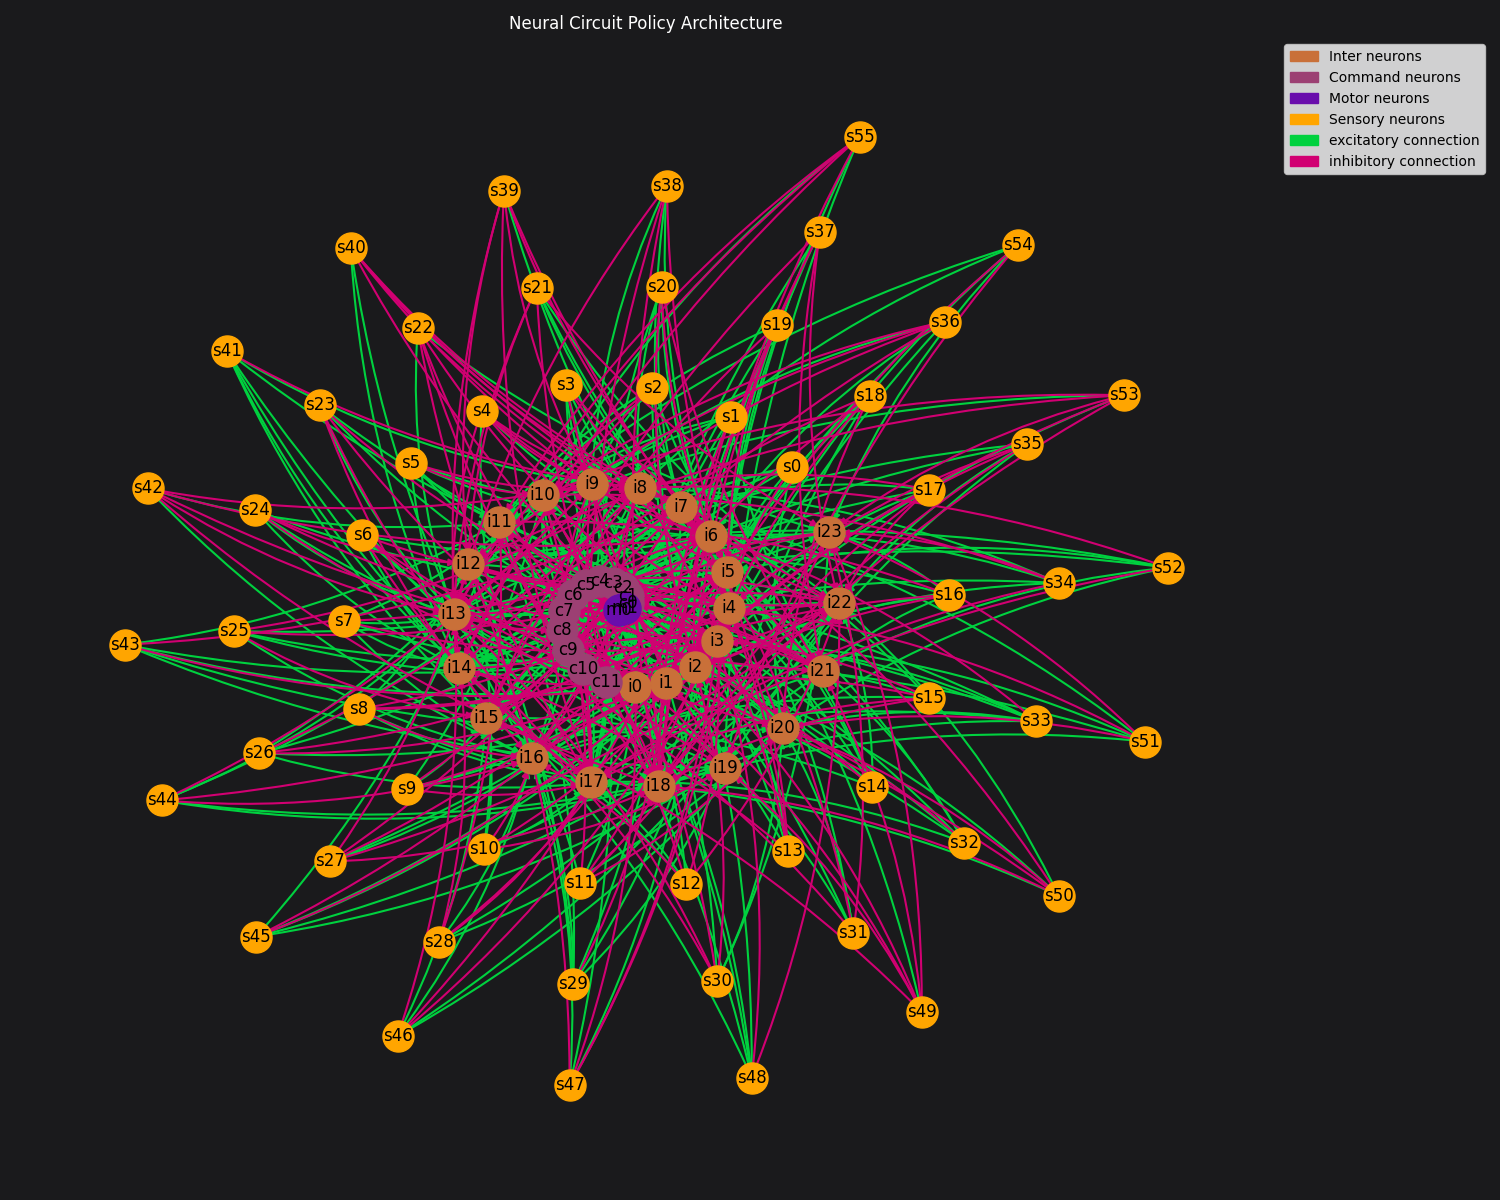 Neural Circuit Policy Architecture
Inter neurons
Command neurons
Motor neurons
Sensory neurons
excitatory connection
inhibitory connection
s55
s38
s39
s37
s54
s40
s20
s21
s36
s19
s22
s41
s3
s2
s53
s18
s23
s4
s1
s35
s5
s0
s42
i9
i8
s17
i10
i7
s24
i11
i23
s6
i6
i12
s52
i5
c4
c3
s34
c5
c2
c6
s16
i22
i4
c7
m0
i13
s7
c8
s25
i3
s43
c9
i14
i2
c10
i21
c11
i1
i0
s15
s8
i15
s33
i20
s51
s26
i16
i19
i17
i18
s14
s9
s44
s32
s10
s13
s27
s11
s12
s50
s31
s45
s28
s30
s29
s49
s46
s48
s47